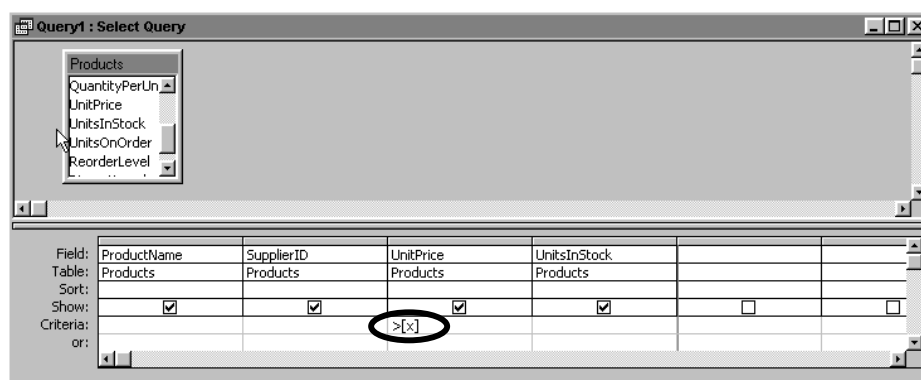 Query1 : Select Query
Products
QuantityPerUn
UnitPrice
UnitsInStock
UnitsOnOrder
ReorderLevel
Field: ProductName SupplierID UnitPrice UnitsInStock
Table: Products Products Products Products
Sort:
Show:
Criteria: >[x]
or: